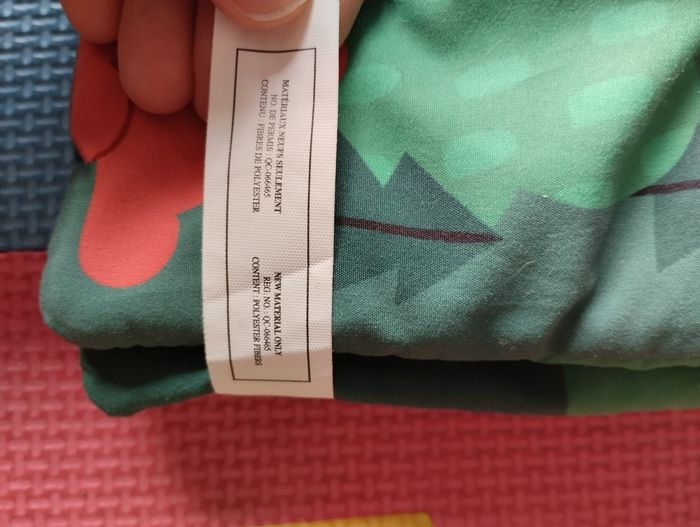 MATÉRIAUX NEUFS SEULEMENT
NO. DE PERMIS : QC-066465
CONTENU : FIBRES DE POLYESTER
NEW MATERIAL ONLY
REG. NO. : QC-066465
CONTENT : POLYESTER FIBERS